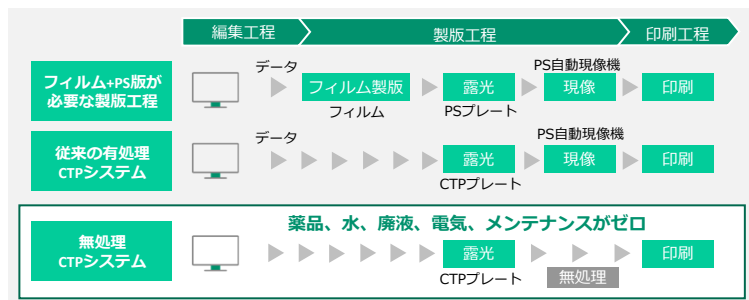 編集工程
製版工程
印刷工程
フィルム+PS版が
必要な製版工程
データ
フィルム製版
フィルム
露光
PSプレート
PS自動現像機
現像
印刷
従来の有処理
CTPシステム
データ
露光
CTPプレート
PS自動現像機
現像
印刷
薬品、水、廃液、電気、メンテナンスがゼロ
無処理
CTPシステム
露光
CTPプレート
無処理
印刷